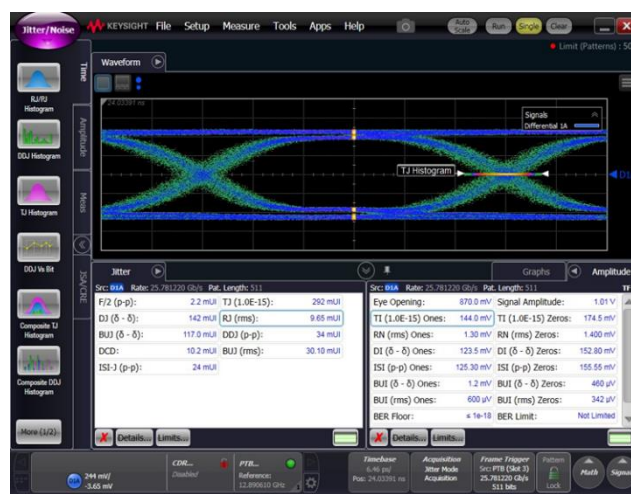 Jitter/Noise
KEYSIGHT File Setup Measure Tools Apps Help
Auto Scale
Run Single Clear
Limit (Patterns) : 50
Time
Waveform
24.03391 ns
Signals
Differential 1A
TJ Histogram
D1
RJ/PJ Histogram
DDJ Histogram
TJ Histogram
DDJ Vs Bit
Composite TJ Histogram
Composite DDJ Histogram
More (1/2)
Amplitude
Meas
JSA/CRE
Jitter
Graphs
Amplitude
Src: D1A Rate: 25.781220 Gb/s Pat. Length: 511
F/2 (p-p): 2.2 mUI TJ (1.0E-15): 292 mUI
DJ (δ - δ): 142 mUI RJ (rms): 9.65 mUI
BUJ (δ - δ): 117.0 mUI DDJ (p-p): 34 mUI
DCD: 10.2 mUI BUJ (rms): 30.10 mUI
ISI-J (p-p): 24 mUI
Details... Limits...
Src: D1A Rate: 25.781220 Gb/s Pat. Length: 511 TF
Eye Opening: 870.0 mV Signal Amplitude: 1.01 V
TI (1.0E-15) Ones: 144.0 mV TI (1.0E-15) Zeros: 174.5 mV
RN (rms) Ones: 1.30 mV RN (rms) Zeros: 1.400 mV
DI (δ - δ) Ones: 123.5 mV DI (δ - δ) Zeros: 152.80 mV
ISI (p-p) Ones: 125.30 mV ISI (p-p) Zeros: 155.55 mV
BUI (δ - δ) Ones: 1.2 mV BUI (δ - δ) Zeros: 460 µV
BUI (rms) Ones: 600 µV BUI (rms) Zeros: 342 µV
BER Floor: ≤ 1e-18 BER Limit: Not Limited
Details... Limits...
D1A
244 mV/
-3.65 mV
CDR...
Disabled
PTB...
Reference:
12.890610 GHz
Timebase
6.46 ps/
Pos: 24.03391 ns
Acquisition
Jitter Mode
Acquisition
Frame Trigger
Src: PTB (Slot 3)
25.781220 Gb/s
511 bits
Pattern
Lock
Math
Signal